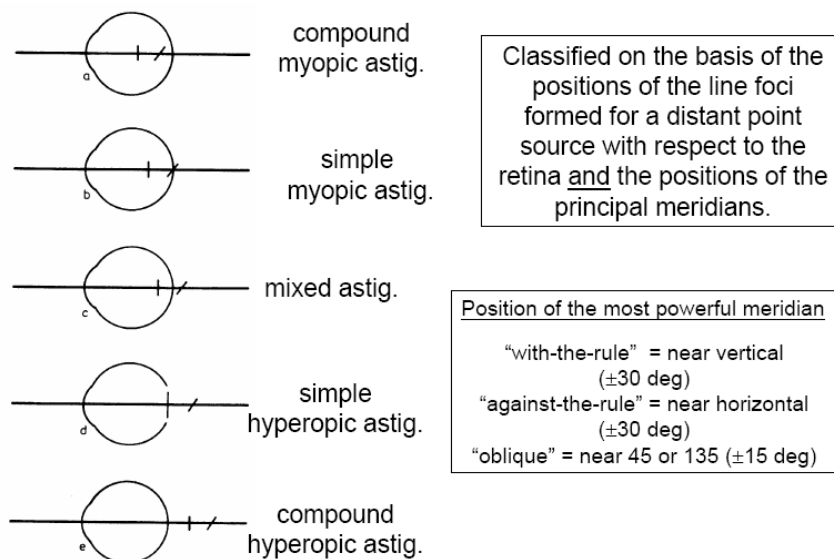 compound
myopic astig.
a
simple
myopic astig.
b
mixed astig.
c
simple
hyperopic astig.
d
compound
hyperopic astig.
e
Classified on the basis of the
positions of the line foci
formed for a distant point
source with respect to the
retina and the positions of the
principal meridians.
Position of the most powerful meridian
“with-the-rule” = near vertical
(±30 deg)
“against-the-rule” = near horizontal
(±30 deg)
“oblique” = near 45 or 135 (±15 deg)